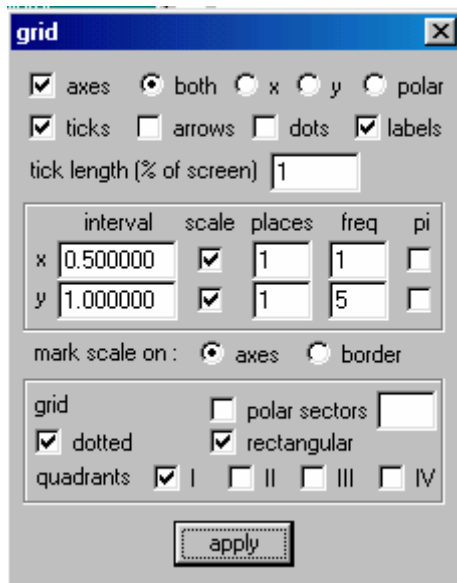 grid
axes both x y polar
ticks arrows dots labels
tick length (% of screen) 1
interval scale places freq pi
x 0.500000 1 1
y 1.000000 1 5
mark scale on : axes border
grid polar sectors
dotted rectangular
quadrants I II III IV
apply